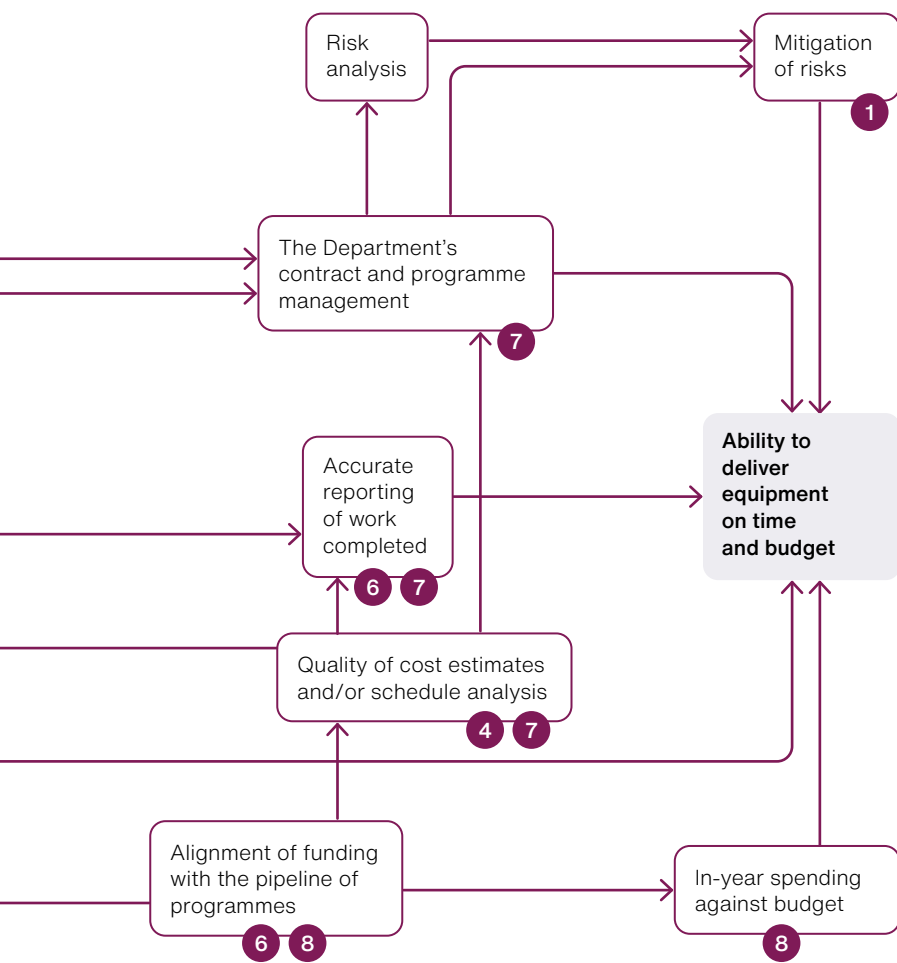 Risk
analysis
Mitigation
of risks
1
The Department's
contract and programme
management
7
Accurate
reporting
of work
completed
6 7
Ability to
deliver
equipment
on time
and budget
Quality of cost estimates
and/or schedule analysis
4 7
Alignment of funding
with the pipeline of
programmes
6 8
In-year spending
against budget
8